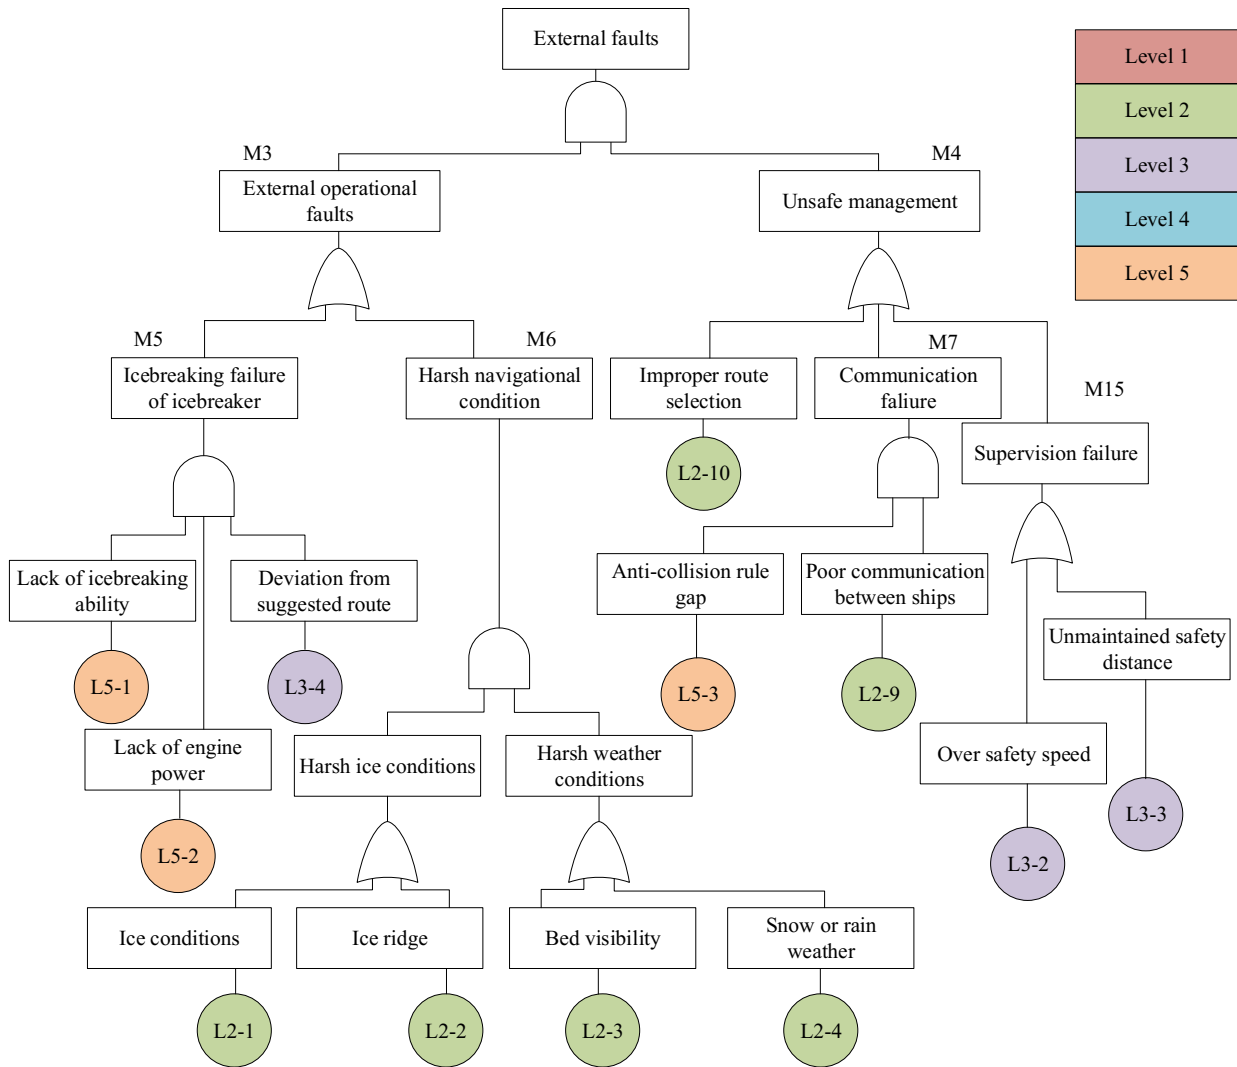 External faults
Level 1
Level 2
Level 3
Level 4
Level 5
M3
External operational
faults
M4
Unsafe management
M5
Icebreaking failure
of icebreaker
M6
Harsh navigational
condition
Improper route
selection
M7
Communication
faliure
M15
Supervision failure
L2-10
Lack of icebreaking
ability
Deviation from
suggested route
Anti-collision rule
gap
Poor communication
between ships
Unmaintained safety
distance
L5-1
L3-4
L5-3
L2-9
Lack of engine
power
Harsh ice conditions
Harsh weather
conditions
Over safety speed
L5-2
L3-2
L3-3
Ice conditions
Ice ridge
Bed visibility
Snow or rain
weather
L2-1
L2-2
L2-3
L2-4